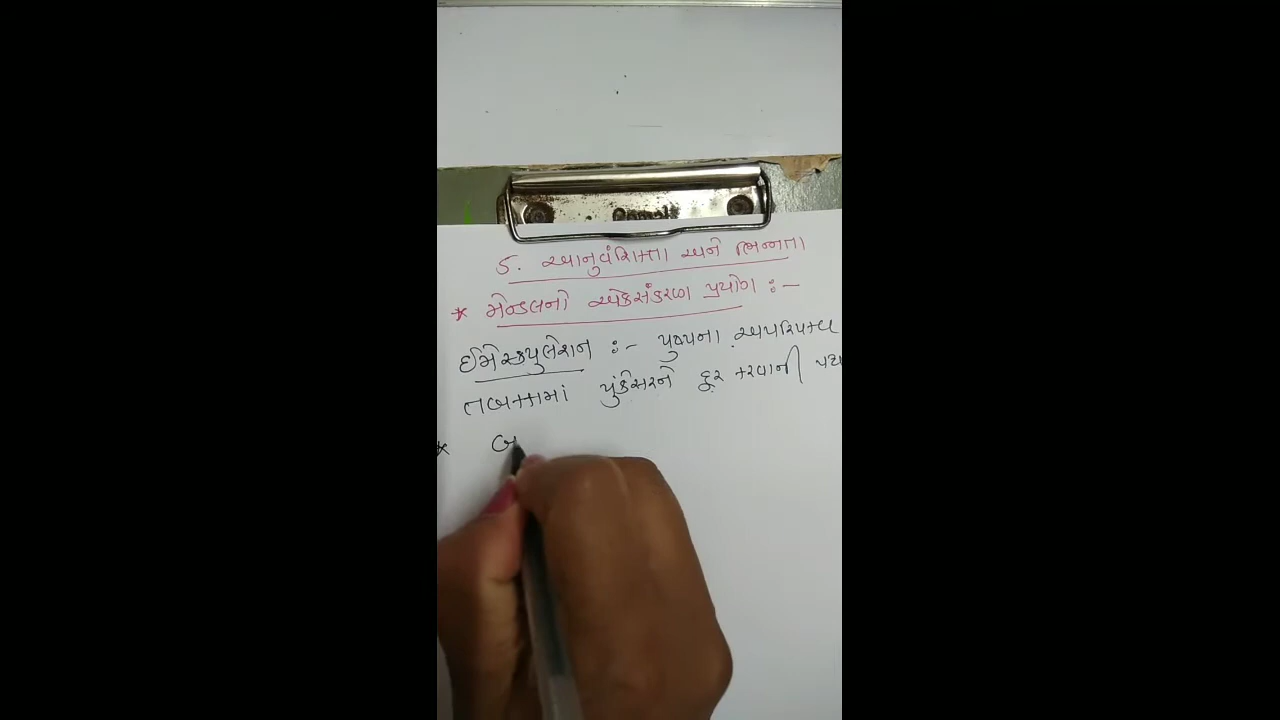 5. આનુવંશિકતા અને ભિન્નતા
* મેન્ડલનો એકસંકરણ પ્રયોગ :-
ઈમેસ્ક્યુલેશન :- પુષ્પના અપરિપક્વ
તબક્કામાં પુંકેસરને દૂર કરવાની
* બ